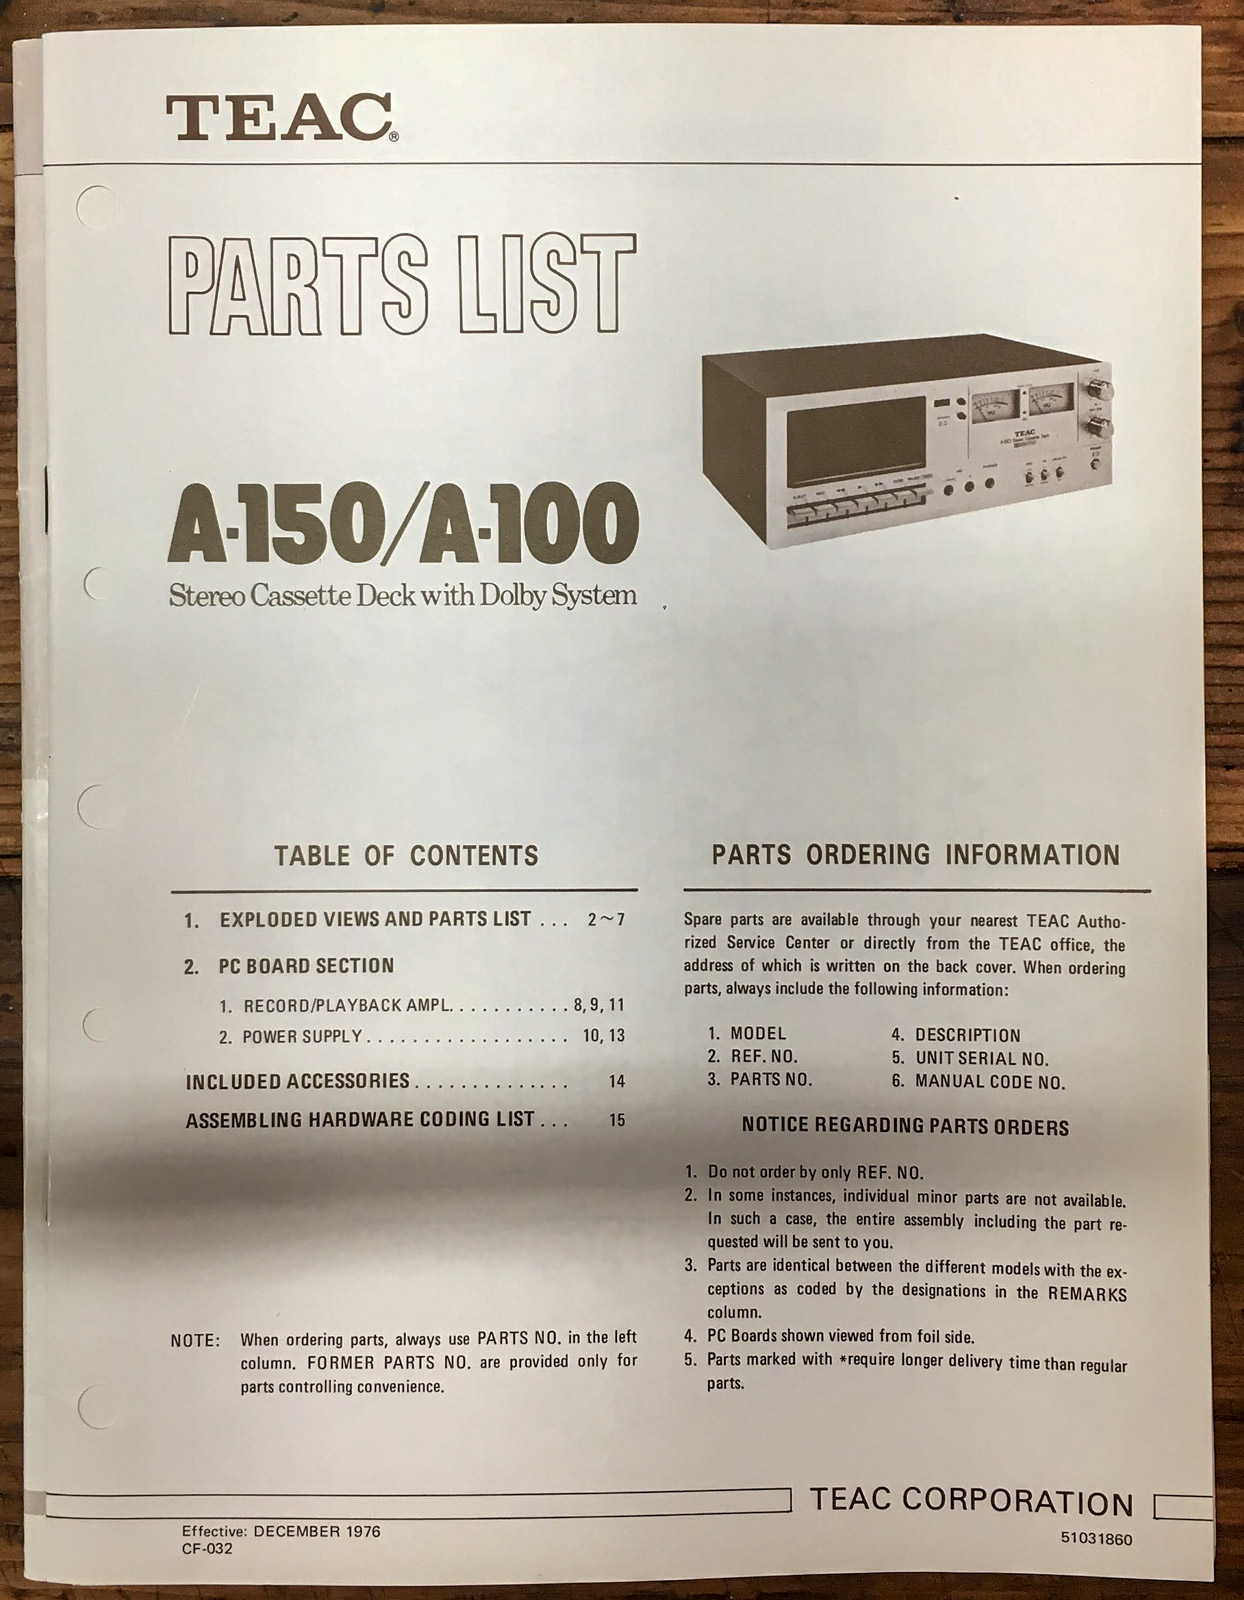 TEAC®
PARTS LIST
A-150/A-100
Stereo Cassette Deck with Dolby System
TEAC
TABLE OF CONTENTS
1. EXPLODED VIEWS AND PARTS LIST . . . 2~7
2. PC BOARD SECTION
1. RECORD/PLAYBACK AMPL. . . . . . . . . . . 8, 9, 11
2. POWER SUPPLY . . . . . . . . . . . . . . . . . . 10, 13
INCLUDED ACCESSORIES . . . . . . . . . . . . . . 14
ASSEMBLING HARDWARE CODING LIST . . . 15
NOTE: When ordering parts, always use PARTS NO. in the left
column. FORMER PARTS NO. are provided only for
parts controlling convenience.
PARTS ORDERING INFORMATION
Spare parts are available through your nearest TEAC Autho-
rized Service Center or directly from the TEAC office, the
address of which is written on the back cover. When ordering
parts, always include the following information:
1. MODEL 4. DESCRIPTION
2. REF. NO. 5. UNIT SERIAL NO.
3. PARTS NO. 6. MANUAL CODE NO.
NOTICE REGARDING PARTS ORDERS
1. Do not order by only REF. NO.
2. In some instances, individual minor parts are not available.
In such a case, the entire assembly including the part re-
quested will be sent to you.
3. Parts are identical between the different models with the ex-
ceptions as coded by the designations in the REMARKS
column.
4. PC Boards shown viewed from foil side.
5. Parts marked with *require longer delivery time than regular
parts.
TEAC CORPORATION
Effective: DECEMBER 1976
CF-032
51031860